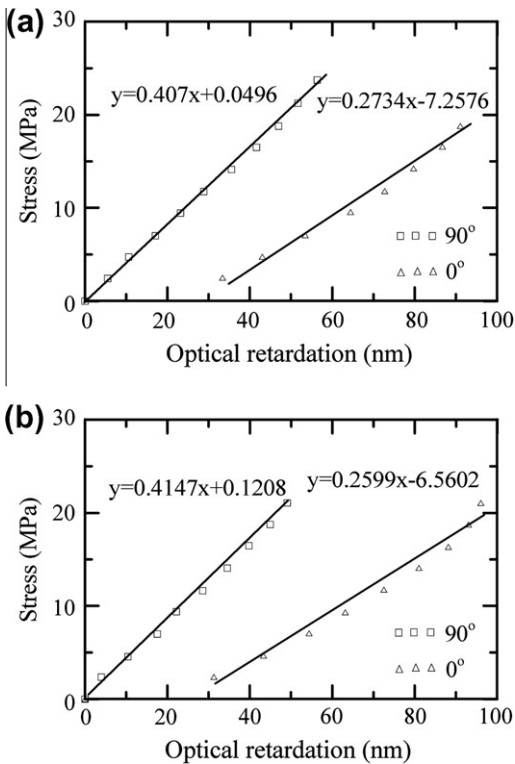 (a)
30
20
10
0
Stress (MPa)
y=0.407x+0.0496
y=0.2734x-7.2576
90°
0°
0 20 40 60 80 100
Optical retardation (nm)
(b)
30
20
10
0
Stress (MPa)
y=0.4147x+0.1208
y=0.2599x-6.5602
90°
0°
0 20 40 60 80 100
Optical retardation (nm)